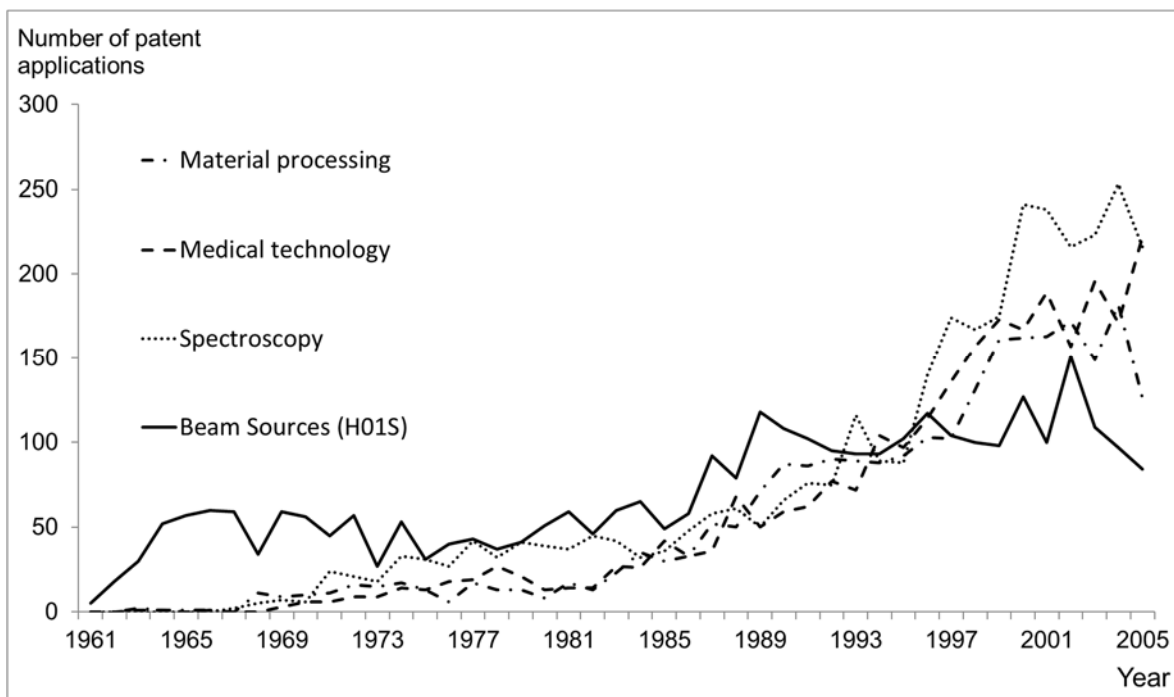 Number of patent
applications
300
250
200
150
100
50
0
Material processing
Medical technology
Spectroscopy
Beam Sources (H01S)
1961 1965 1969 1973 1977 1981 1985 1989 1993 1997 2001 2005
Year